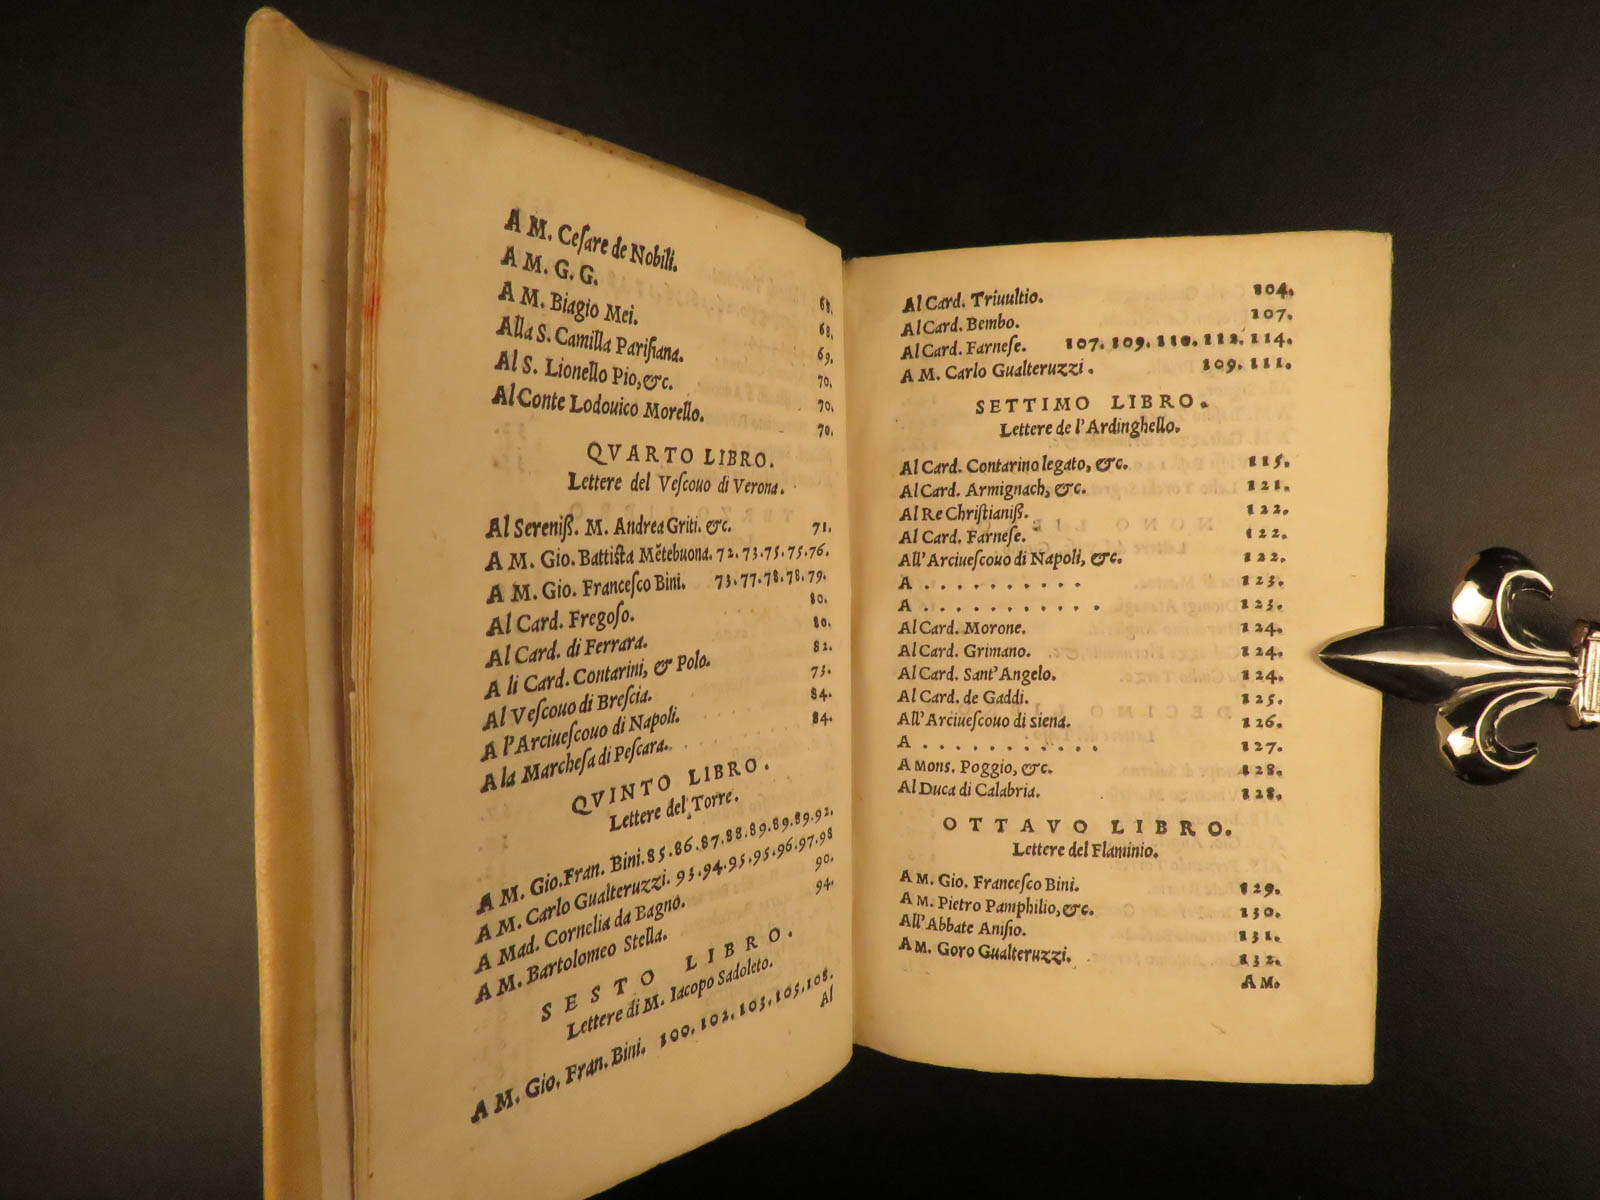 A M. Ceſare de Nobili. 68.
A M. G. G. 68.
A M. Biagio Mei. 69.
Alla S. Camilla Pariſiana. 70.
Al S. Lionello Pio,&c. 70.
Al Conte Lodouico Morello. 70.
QVARTO LIBRO.
Lettere del Veſcouo di Verona.
Al Sereniß. M. Andrea Griti. &c. 71.
A M. Gio. Battiſta Mētebuona. 72.73.75.75.76.
A M. Gio. Franceſco Bini. 73.77.78.78.79.
Al Card. Fregoſo. 80.
Al Card. di Ferrara. 80.
A li Card. Contarini, & Polo. 82.
Al Veſcouo di Breſcia. 73.
A l'Arciueſcouo di Napoli. 84.
A la Marcheſa di Peſcara. 84.
QVINTO LIBRO.
Lettere del Torre.
A M. Gio.Fran. Bini.85.86.87.88.89.89.89.92.
A M. Carlo Gualteruzzi. 93.94.95.95.96.97.98
A Mad. Cornelia da Bagno. 90.
A M. Bartolomeo Stella. 94.
SESTO LIBRO.
Lettere di M. Iacopo Sadoleto.
A M. Gio. Fran. Bini. 100.102.103.105.108.
Al
Al Card. Triuultio. 104.
Al Card. Bembo. 107.
Al Card. Farneſe. 107.109.110.112.114.
A M. Carlo Gualteruzzi. 109.111.
SETTIMO LIBRO.
Lettere de l'Ardinghello.
Al Card. Contarino legato, &c. 115.
Al Card. Armignach, &c. 121.
Al Re Chriſtianiß. 122.
Al Card. Farneſe. 122.
All'Arciueſcouo di Napoli, &c. 122.
A . . . . . . . . . . 123.
A . . . . . . . . . . . 123.
Al Card. Morone. 124.
Al Card. Grimano. 124.
Al Card. Sant'Angelo. 124.
Al Card. de Gaddi. 125.
All'Arciueſcouo di siena. 126.
A . . . . . . . . . . . 127.
A Mons. Poggio, &c. 128.
Al Duca di Calabria. 128.
OTTAVO LIBRO.
Lettere del Flaminio.
A M. Gio. Franceſco Bini. 129.
A M. Pietro Pamphilio,&c. 130.
All'Abbate Aniſio. 131.
A M. Goro Gualteruzzi. 132.
A M.